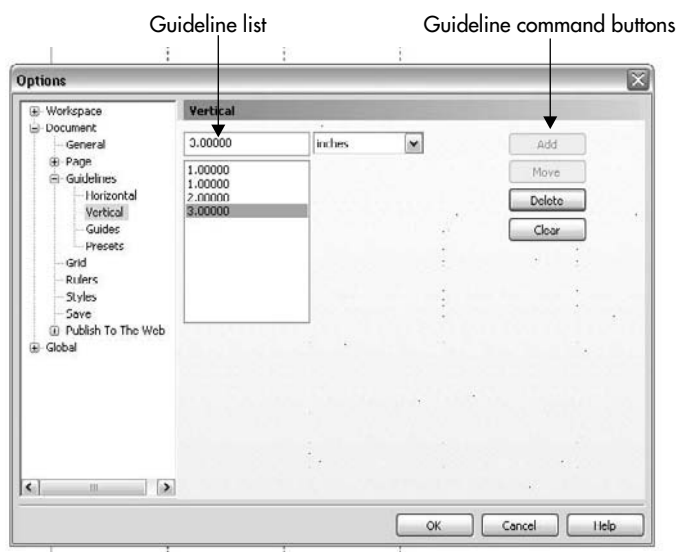 Guideline list
Guideline command buttons
Options
Workspace
Document
General
Page
Guidelines
Horizontal
Vertical
Guides
Presets
Grid
Rulers
Styles
Save
Publish To The Web
Global
Vertical
3.00000
inches
1.00000
1.00000
2.00000
3.00000
Add
Move
Delete
Clear
OK
Cancel
Help